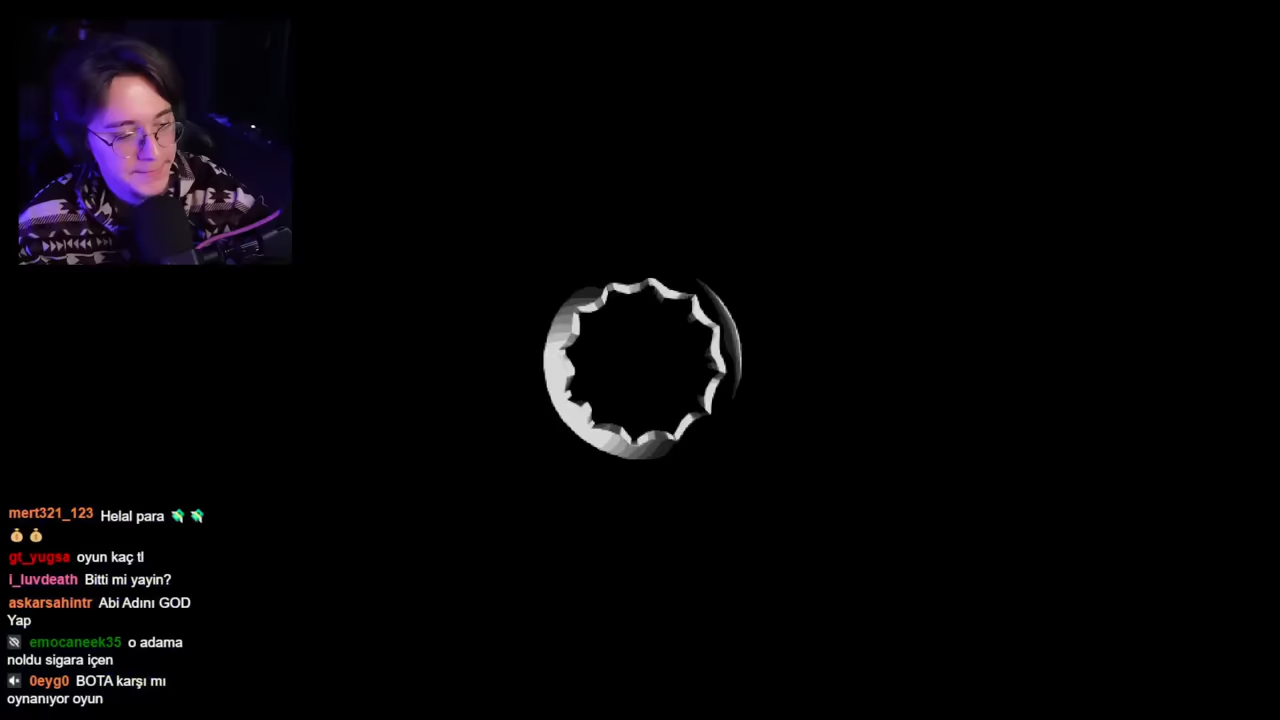 mert321_123 Helal para 💸 💸
💰 💰
gt_yugsa oyun kaç tl
i_luvdeath Bitti mi yayin?
askarsahintr Abi Adını GOD
Yap
emocaneek35 o adama
noldu sigara içen
0eyg0 BOTA karşı mı
oynanıyor oyun